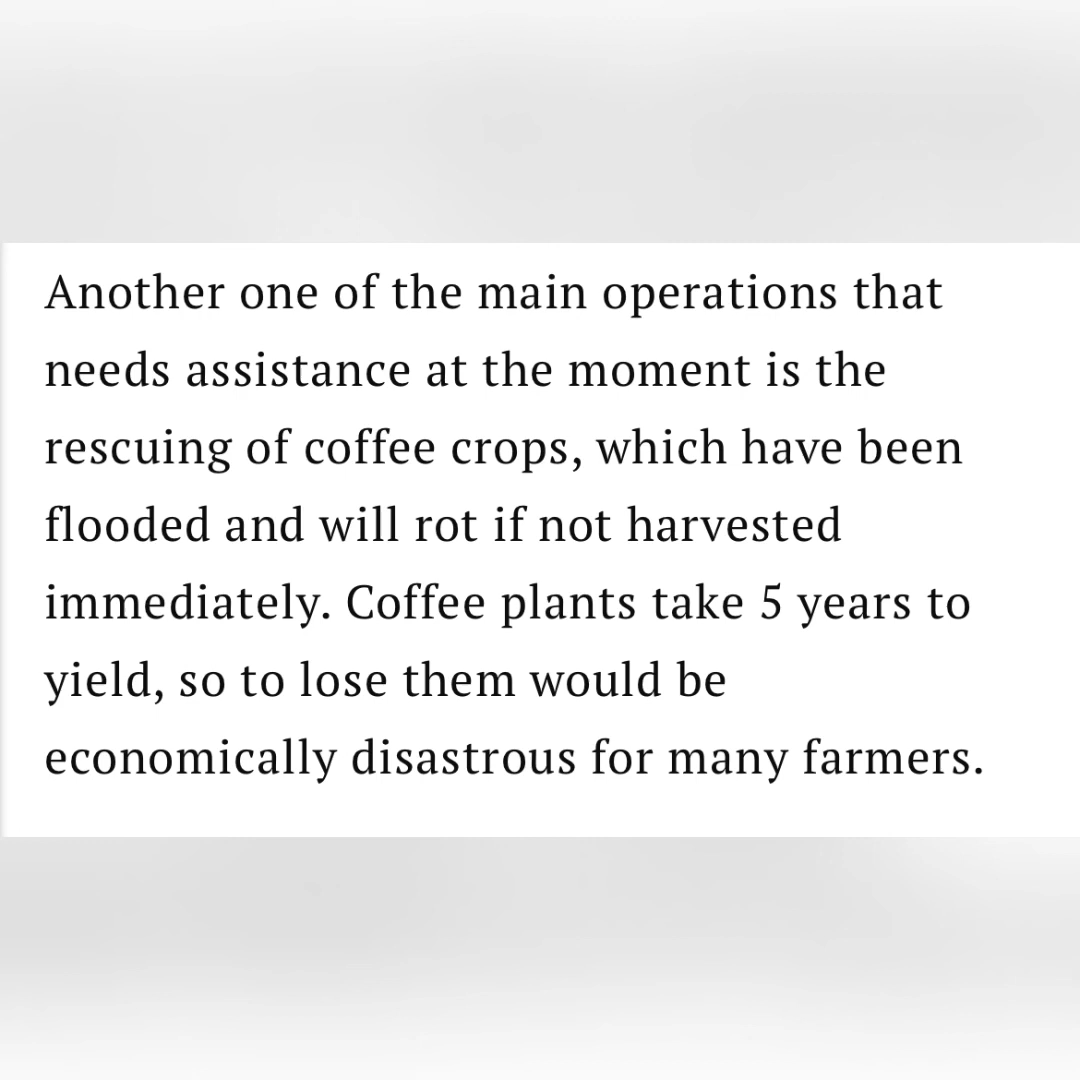 Another one of the main operations that
needs assistance at the moment is the
rescuing of coffee crops, which have been
flooded and will rot if not harvested
immediately. Coffee plants take 5 years to
yield, so to lose them would be
economically disastrous for many farmers.